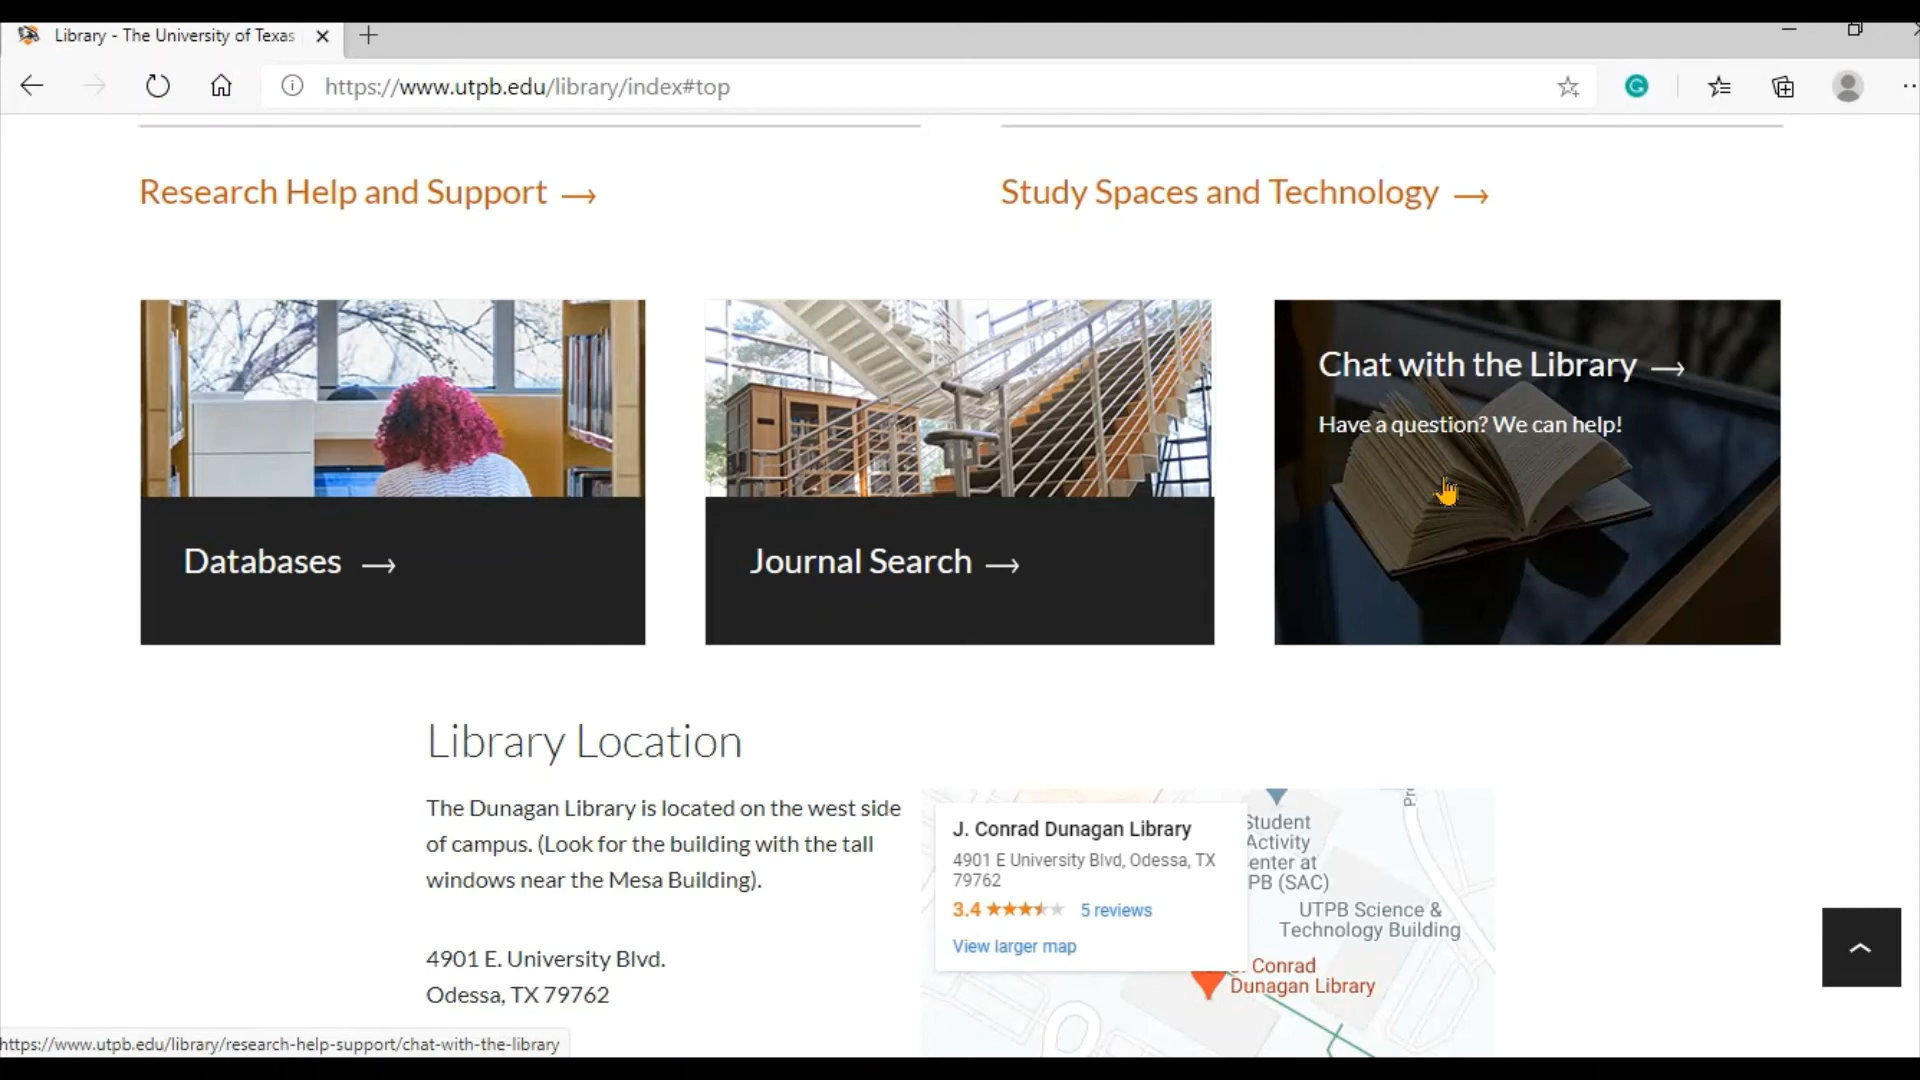 Library - The University of Texas
https://www.utpb.edu/library/index#top
Research Help and Support →
Study Spaces and Technology →
Databases →
Journal Search →
Chat with the Library →
Have a question? We can help!
Library Location
The Dunagan Library is located on the west side
of campus. (Look for the building with the tall
windows near the Mesa Building).
4901 E. University Blvd.
Odessa, TX 79762
J. Conrad Dunagan Library
4901 E University Blvd, Odessa, TX
79762
3.4
5 reviews
View larger map
Student
Activity
enter at
PB (SAC)
UTPB Science &
Technology Building
Conrad
Dunagan Library
https://www.utpb.edu/library/research-help-support/chat-with-the-library